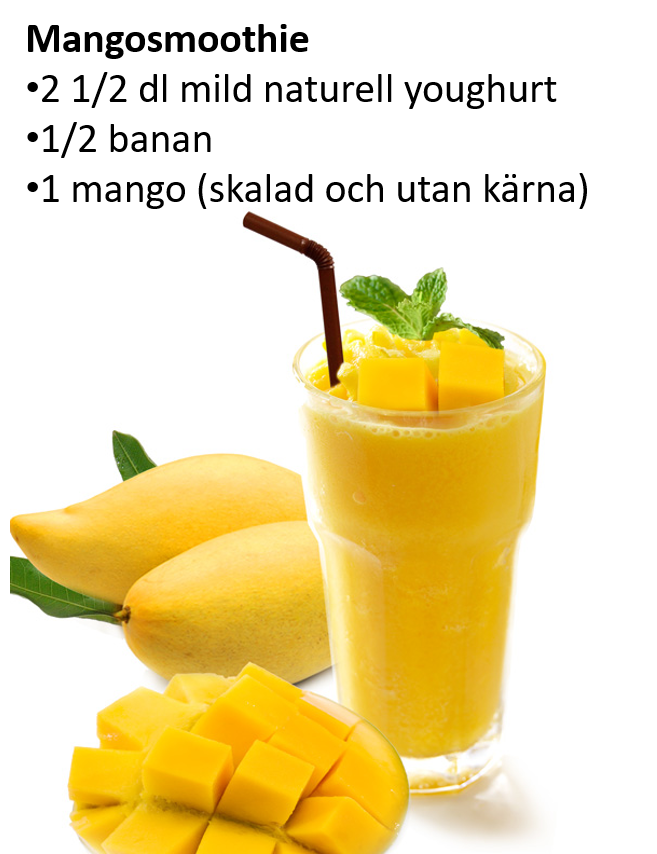 Mangosmoothie
•2 1/2 dl mild naturell youghurt
•1/2 banan
•1 mango (skalad och utan kärna)